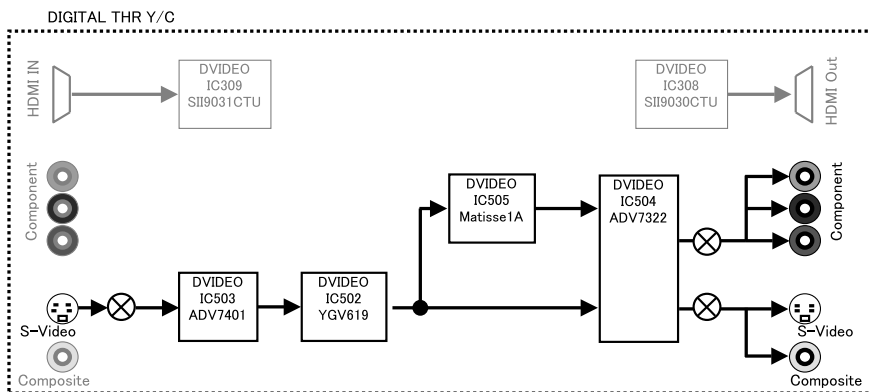 DIGITAL THR Y/C
HDMI IN
DVIDEO
IC309
SII9031CTU
DVIDEO
IC308
SII9030CTU
HDMI Out
Component
DVIDEO
IC505
Matisse1A
DVIDEO
IC504
ADV7322
Component
DVIDEO
IC503
ADV7401
DVIDEO
IC502
YGV619
S-Video
S-Video
Composite
Composite